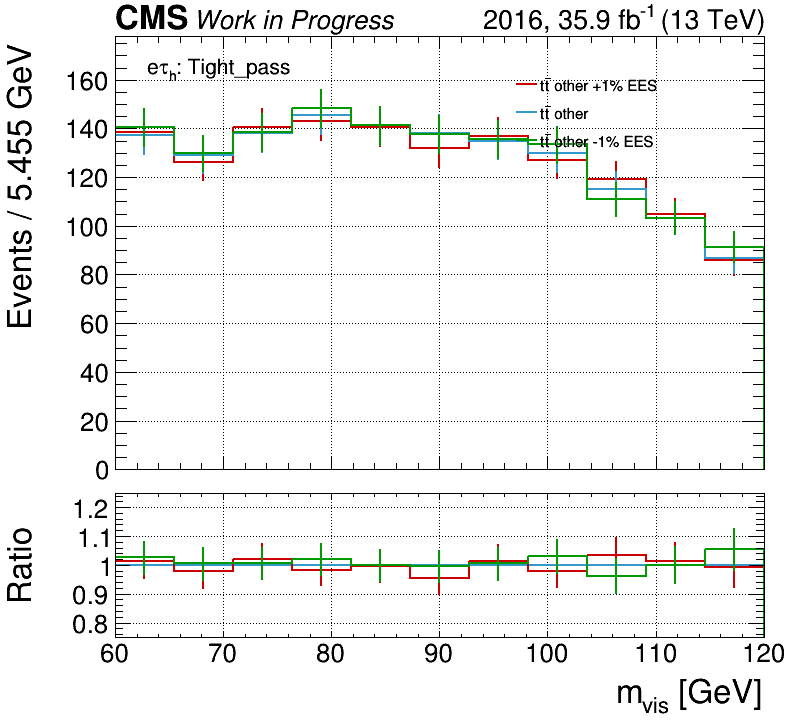 CMS Work in Progress 2016, 35.9 fb⁻¹ (13 TeV)
eτₕ: Tight_pass
tt̄ other +1% EES
tt̄ other
tt̄ other -1% EES
Events / 5.455 GeV
160
140
120
100
80
60
40
20
0
Ratio
1.2
1.1
1
0.9
0.8
60 70 80 90 100 110 120
m_vis [GeV]